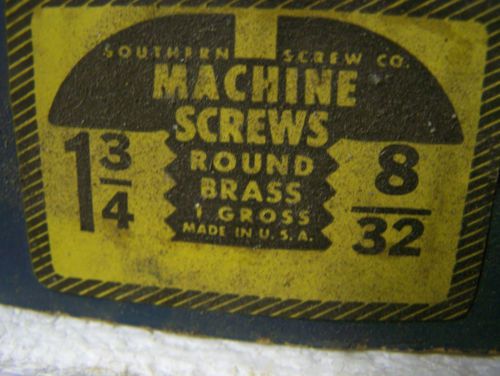 SOUTHERN SCREW CO.
MACHINE
SCREWS
ROUND
BRASS
1 GROSS
MADE IN U.S.A.
1 3/4
8/32